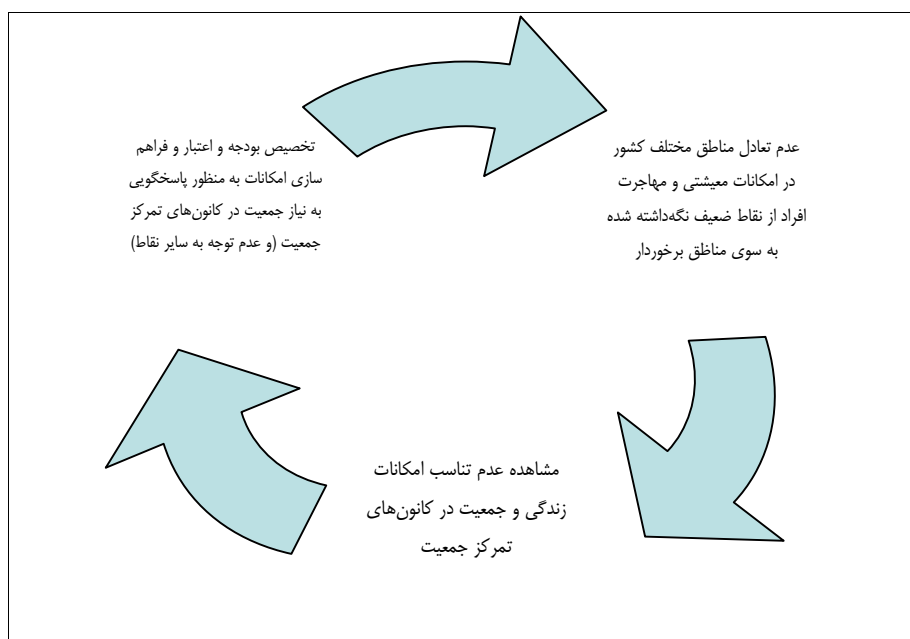 عدم تعادل مناطق مختلف کشور
در امکانات معیشتی و مهاجرت
افراد از نقاط ضعیف نگه‌داشته شده
به سوی مناظق برخوردار
مشاهده عدم تناسب امکانات
زندگی و جمعیت در کانون‌های
تمرکز جمعیت
تخصیص بودجه و اعتبار و فراهم
سازی امکانات به منظور پاسخگویی
به نیاز جمعیت در کانون‌های تمرکز
جمعیت (و عدم توجه به سایر نقاط)